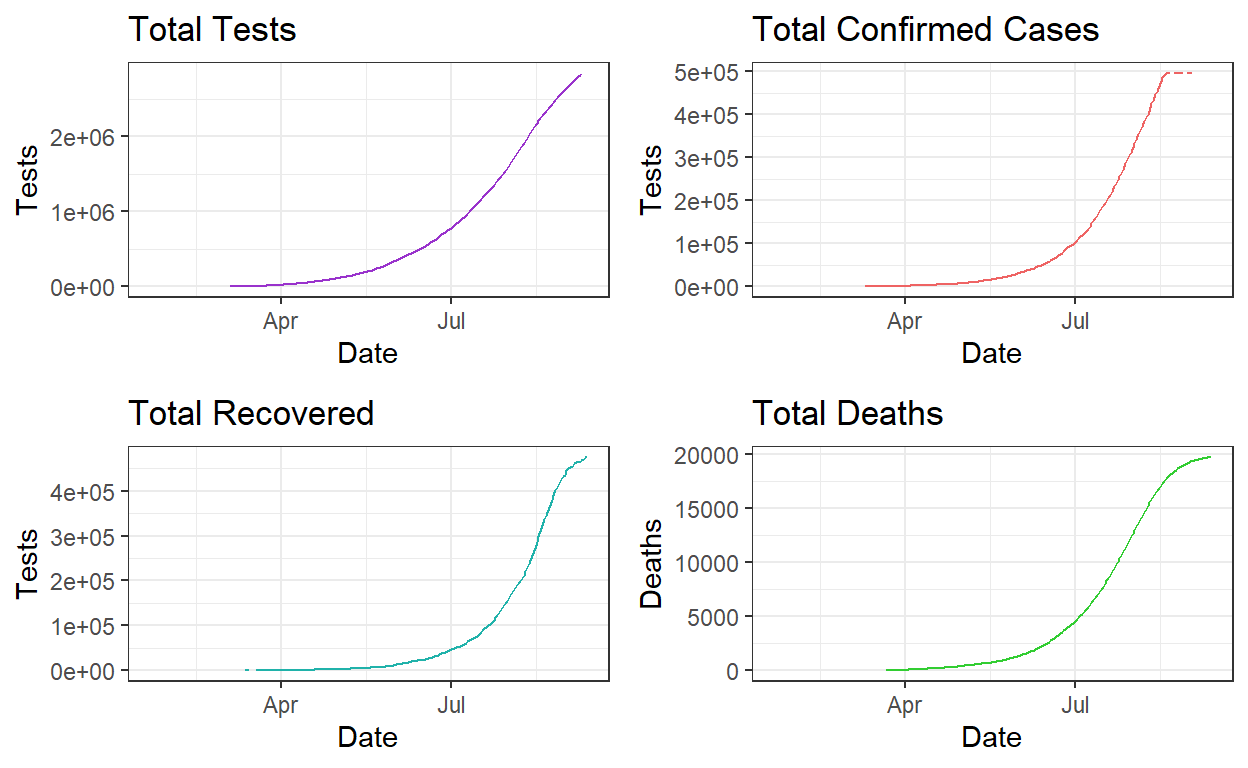 Total Tests
Tests
2e+06
1e+06
0e+00
Apr Jul
Date
Total Confirmed Cases
Tests
5e+05
4e+05
3e+05
2e+05
1e+05
0e+00
Apr Jul
Date
Total Recovered
Tests
4e+05
3e+05
2e+05
1e+05
0e+00
Apr Jul
Date
Total Deaths
Deaths
20000
15000
10000
5000
0
Apr Jul
Date